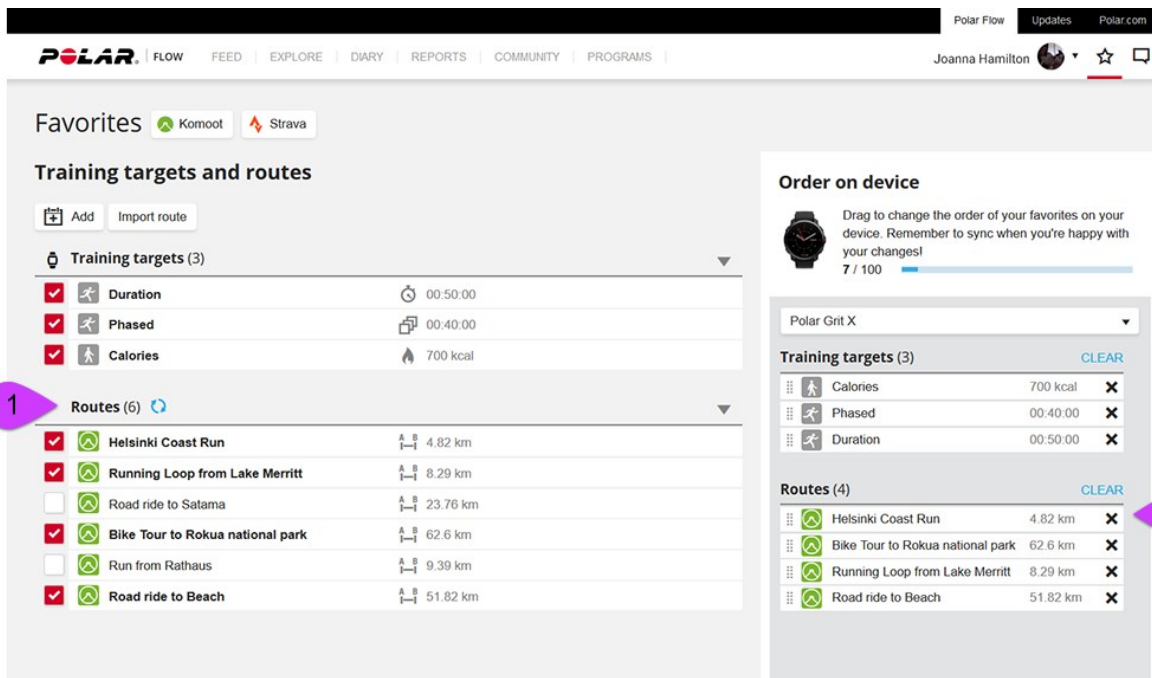 Polar Flow Updates Polar.com
POLAR. FLOW FEED EXPLORE DIARY REPORTS COMMUNITY PROGRAMS Joanna Hamilton
Favorites Komoot Strava
Training targets and routes
Add Import route
Training targets (3)
Duration 00:50:00
Phased 00:40:00
Calories 700 kcal
1
Routes (6)
Helsinki Coast Run A B 4.82 km
Running Loop from Lake Merritt A B 8.29 km
Road ride to Satama A B 23.76 km
Bike Tour to Rokua national park A B 62.6 km
Run from Rathaus A B 9.39 km
Road ride to Beach A B 51.82 km
Order on device
Drag to change the order of your favorites on your
device. Remember to sync when you're happy with
your changes!
7 / 100
Polar Grit X
Training targets (3) CLEAR
Calories 700 kcal
Phased 00:40:00
Duration 00:50:00
Routes (4) CLEAR
Helsinki Coast Run 4.82 km
Bike Tour to Rokua national park 62.6 km
Running Loop from Lake Merritt 8.29 km
Road ride to Beach 51.82 km